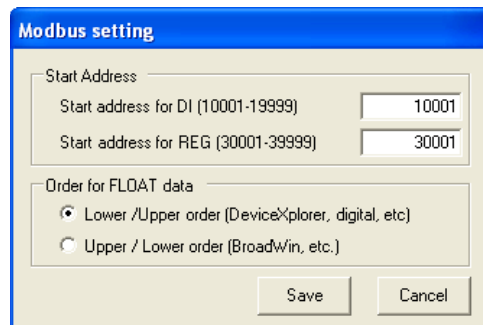 Modbus setting
Start Address
Start address for DI (10001-19999) 10001
Start address for REG (30001-39999) 30001
Order for FLOAT data
Lower /Upper order (DeviceXplorer, digital, etc)
Upper / Lower order (BroadWin, etc.)
Save Cancel